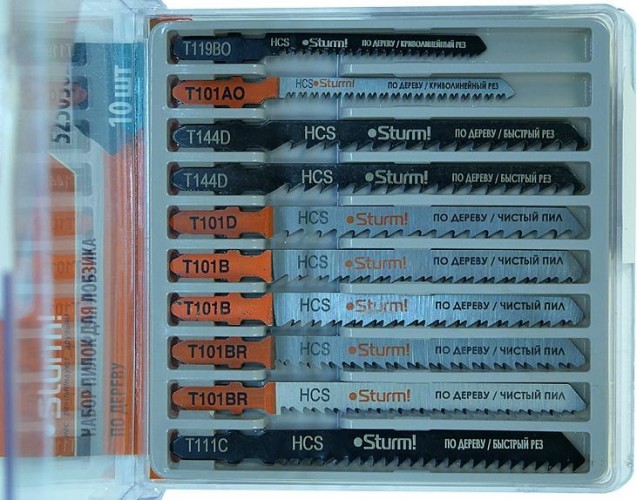 T119BO HCS Sturm! ПО ДЕРЕВУ / КРИВОЛИНЕЙНЫЙ РЕЗ
T101AO HCS Sturm! ПО ДЕРЕВУ / КРИВОЛИНЕЙНЫЙ РЕЗ
T144D HCS Sturm! ПО ДЕРЕВУ / БЫСТРЫЙ РЕЗ
T144D HCS Sturm! ПО ДЕРЕВУ / БЫСТРЫЙ РЕЗ
T101D HCS Sturm! ПО ДЕРЕВУ / ЧИСТЫЙ ПИЛ
T101B HCS Sturm! ПО ДЕРЕВУ / ЧИСТЫЙ ПИЛ
T101B HCS Sturm! ПО ДЕРЕВУ / ЧИСТЫЙ ПИЛ
T101BR HCS Sturm! ПО ДЕРЕВУ / ЧИСТЫЙ ПИЛ
T101BR HCS Sturm! ПО ДЕРЕВУ / ЧИСТЫЙ ПИЛ
T111C HCS Sturm! ПО ДЕРЕВУ / БЫСТРЫЙ РЕЗ
10 ШТ
Sturm!
НАБОР ПИЛОК ДЛЯ ЛОБЗИКА
ПО ДЕРЕВУ